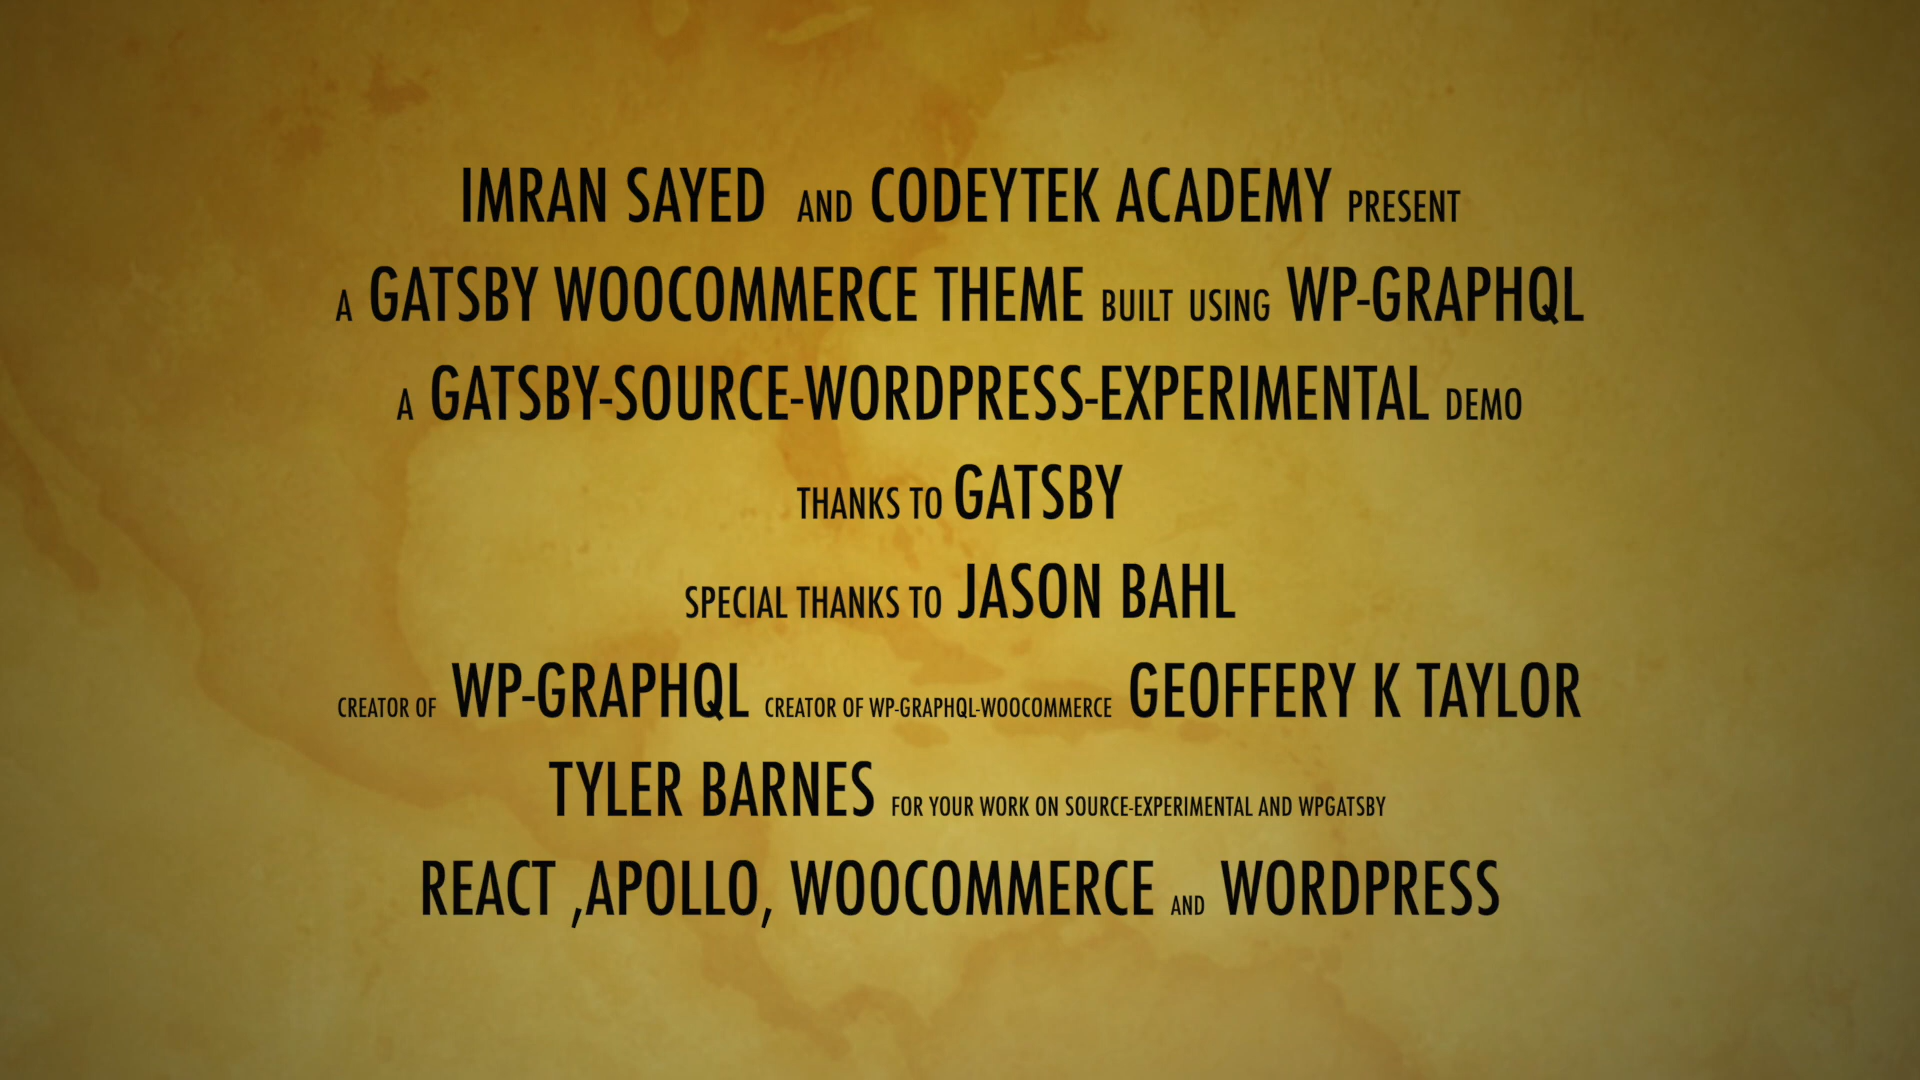 IMRAN SAYED AND CODEYTEK ACADEMY PRESENT
A GATSBY WOOCOMMERCE THEME BUILT USING WP-GRAPHQL
A GATSBY-SOURCE-WORDPRESS-EXPERIMENTAL DEMO
THANKS TO GATSBY
SPECIAL THANKS TO JASON BAHL
CREATOR OF WP-GRAPHQL CREATOR OF WP-GRAPHQL-WOOCOMMERCE GEOFFERY K TAYLOR
TYLER BARNES FOR YOUR WORK ON SOURCE-EXPERIMENTAL AND WPGATSBY
REACT ,APOLLO, WOOCOMMERCE AND WORDPRESS